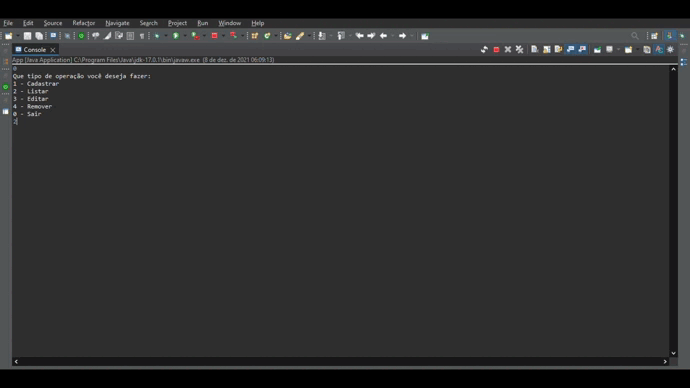 File Edit Source Refactor Navigate Search Project Run Window Help
Console
App [Java Application] C:\Program Files\Java\jdk-17.0.1\bin\javaw.exe (8 de dez. de 2021 06:09:13)
0
Que tipo de operação você deseja fazer:
1 - Cadastrar
2 - Listar
3 - Editar
4 - Remover
0 - Sair
2